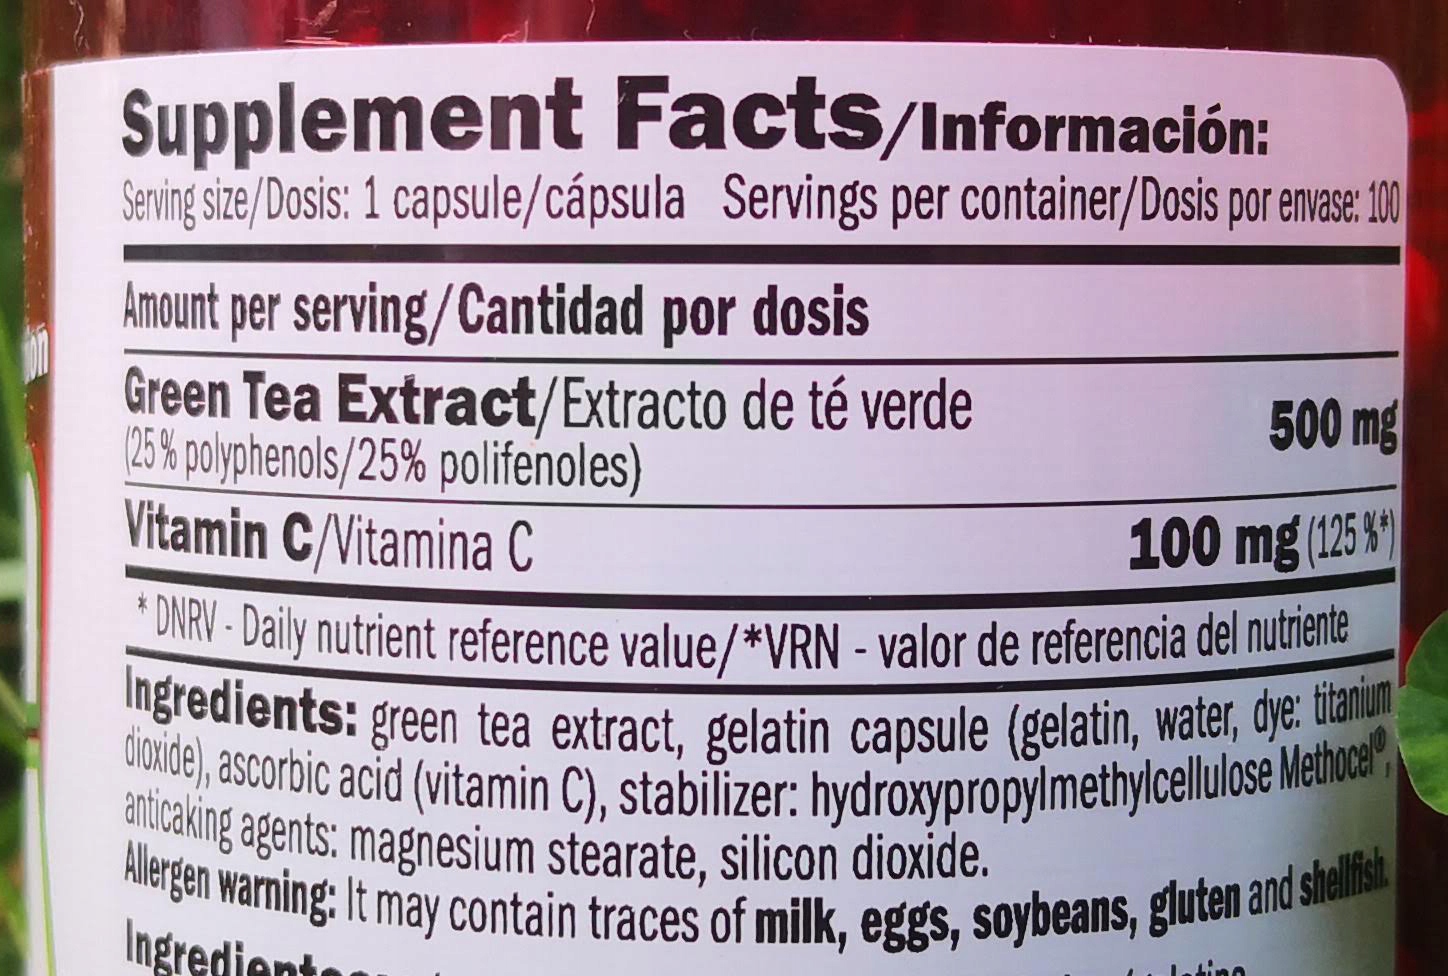 Supplement Facts/Información:
Serving size/Dosis: 1 capsule/cápsula Servings per container/Dosis por envase: 100
Amount per serving/Cantidad por dosis
Green Tea Extract/Extracto de té verde 500 mg
(25% polyphenols/25% polifenoles)
Vitamin C/Vitamina C 100 mg (125 %*)
* DNRV - Daily nutrient reference value/*VRN - valor de referencia del nutriente
Ingredients: green tea extract, gelatin capsule (gelatin, water, dye: titanium
dioxide), ascorbic acid (vitamin C), stabilizer: hydroxypropylmethylcellulose Methocel®,
anticaking agents: magnesium stearate, silicon dioxide.
Allergen warning: It may contain traces of milk, eggs, soybeans, gluten and shellfish.